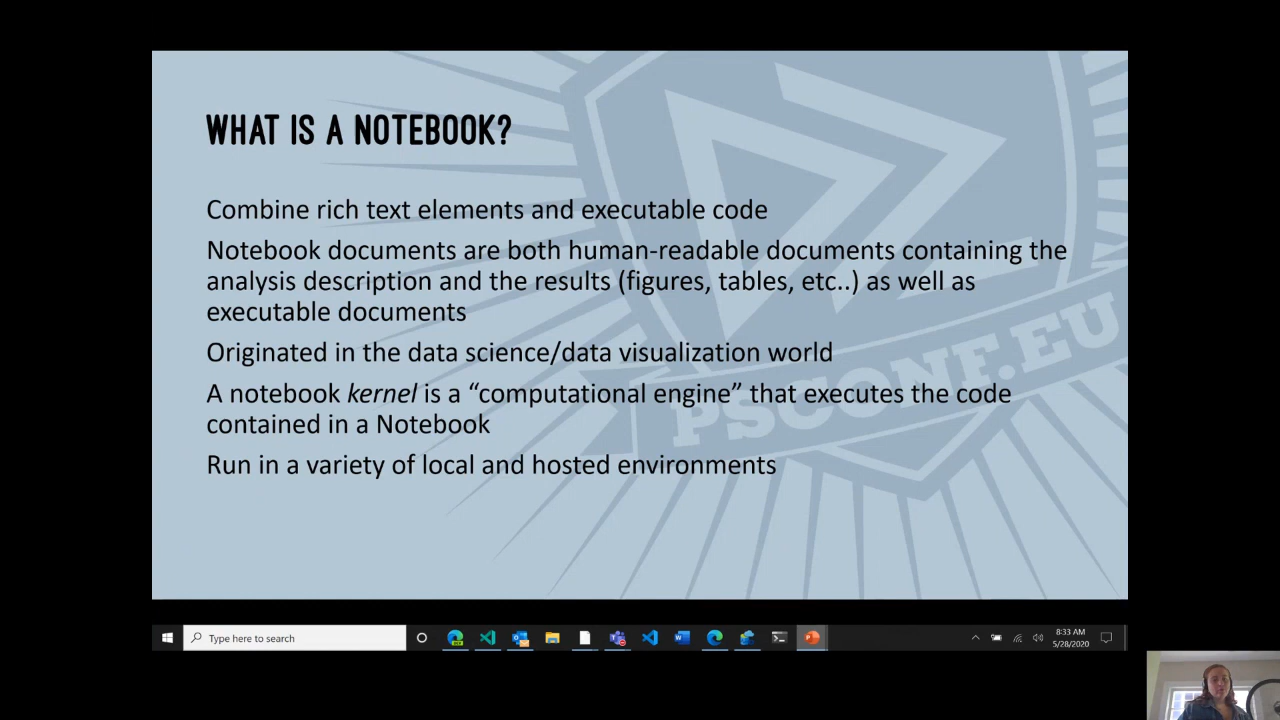 WHAT IS A NOTEBOOK?
Combine rich text elements and executable code
Notebook documents are both human-readable documents containing the
analysis description and the results (figures, tables, etc..) as well as
executable documents
Originated in the data science/data visualization world
A notebook kernel is a “computational engine” that executes the code
contained in a Notebook
Run in a variety of local and hosted environments
PSCONF.EU
Type here to search
8:33 AM
5/28/2020